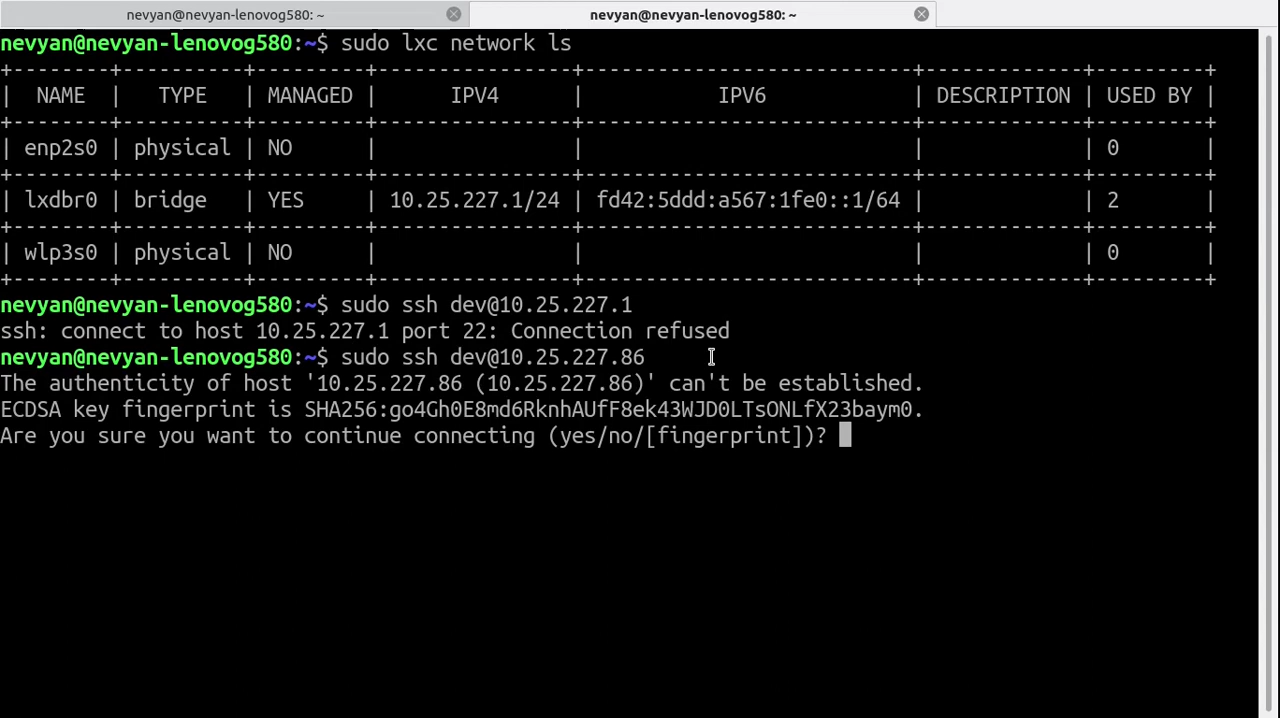 nevyan@nevyan-lenovog580: ~ nevyan@nevyan-lenovog580: ~
nevyan@nevyan-lenovog580:~$ sudo lxc network ls
+--------+----------+---------+----------------+---------------------------+-------------+---------+
| NAME | TYPE | MANAGED | IPV4 | IPV6 | DESCRIPTION | USED BY |
+--------+----------+---------+----------------+---------------------------+-------------+---------+
| enp2s0 | physical | NO | | | | 0 |
+--------+----------+---------+----------------+---------------------------+-------------+---------+
| lxdbr0 | bridge | YES | 10.25.227.1/24 | fd42:5ddd:a567:1fe0::1/64 | | 2 |
+--------+----------+---------+----------------+---------------------------+-------------+---------+
| wlp3s0 | physical | NO | | | | 0 |
+--------+----------+---------+----------------+---------------------------+-------------+---------+
nevyan@nevyan-lenovog580:~$ sudo ssh dev@10.25.227.1
ssh: connect to host 10.25.227.1 port 22: Connection refused
nevyan@nevyan-lenovog580:~$ sudo ssh dev@10.25.227.86
The authenticity of host '10.25.227.86 (10.25.227.86)' can't be established.
ECDSA key fingerprint is SHA256:go4Gh0E8md6RknhAUfF8ek43WJD0LTsONLfX23baym0.
Are you sure you want to continue connecting (yes/no/[fingerprint])?